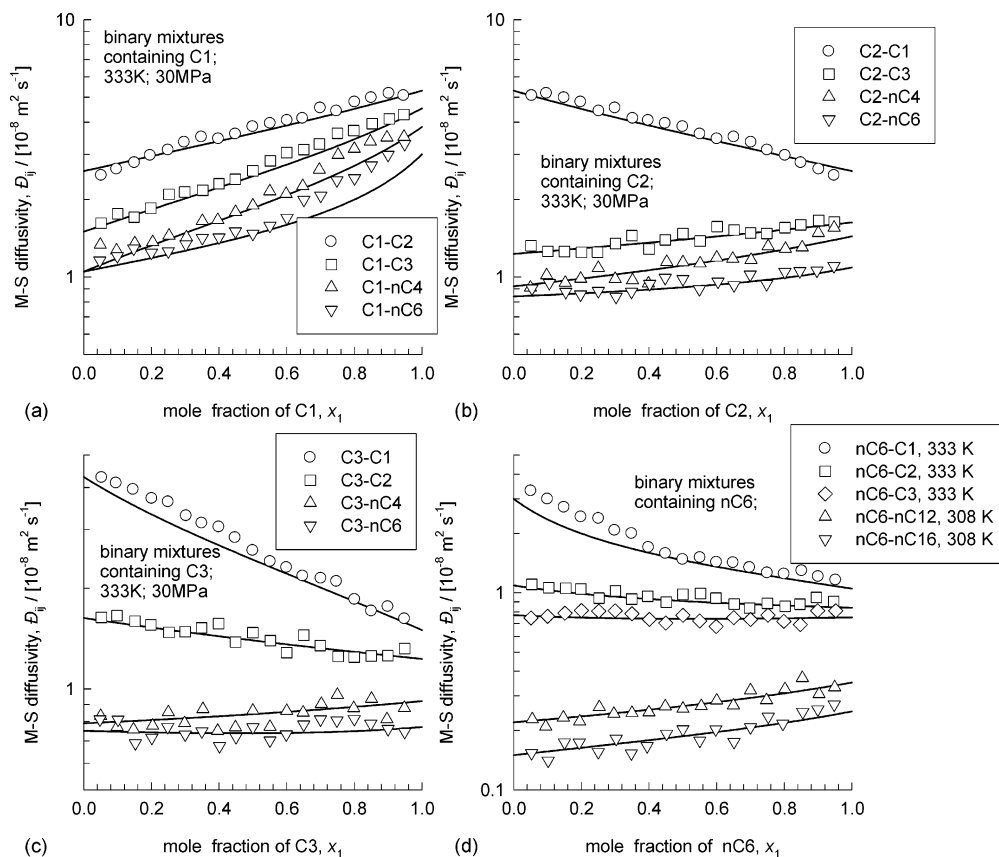 10
binary mixtures
containing C1;
333K; 30MPa
M-S diffusivity, Đij / [10-8 m2 s-1]
1
C1-C2
C1-C3
C1-nC4
C1-nC6
0.0 0.2 0.4 0.6 0.8 1.0
(a) mole fraction of C1, x1
10
C2-C1
C2-C3
C2-nC4
C2-nC6
binary mixtures
containing C2;
333K; 30MPa
M-S diffusivity, Đij / [10-8 m2 s-1]
1
0.0 0.2 0.4 0.6 0.8 1.0
(b) mole fraction of C2, x1
C3-C1
C3-C2
C3-nC4
C3-nC6
binary mixtures
containing C3;
333K; 30MPa
M-S diffusivity, Đij / [10-8 m2 s-1]
1
0.0 0.2 0.4 0.6 0.8 1.0
(c) mole fraction of C3, x1
nC6-C1, 333 K
nC6-C2, 333 K
nC6-C3, 333 K
nC6-nC12, 308 K
nC6-nC16, 308 K
binary mixtures
containing nC6;
M-S diffusivity, Đij / [10-8 m2 s-1]
1
0.1
0.0 0.2 0.4 0.6 0.8 1.0
(d) mole fraction of nC6, x1